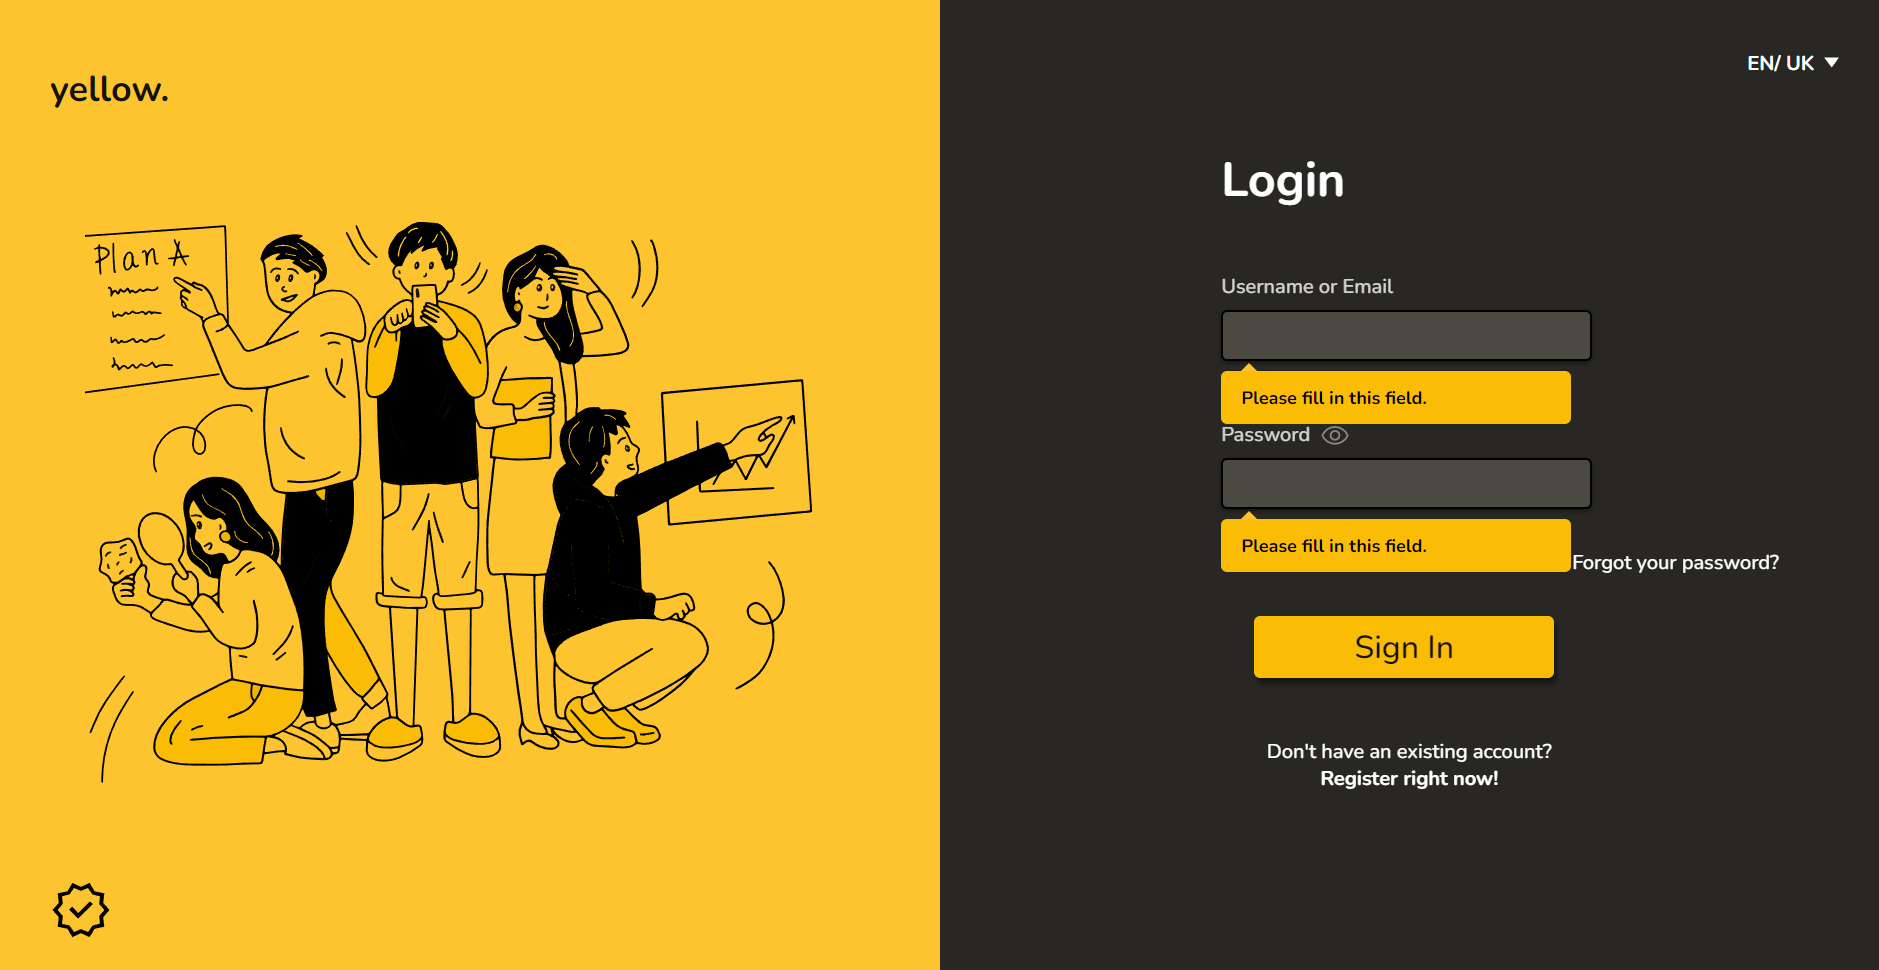 yellow.
EN/ UK
Plan A
Login
Username or Email
Please fill in this field.
Password
Please fill in this field.
Forgot your password?
Sign In
Don't have an existing account?
Register right now!